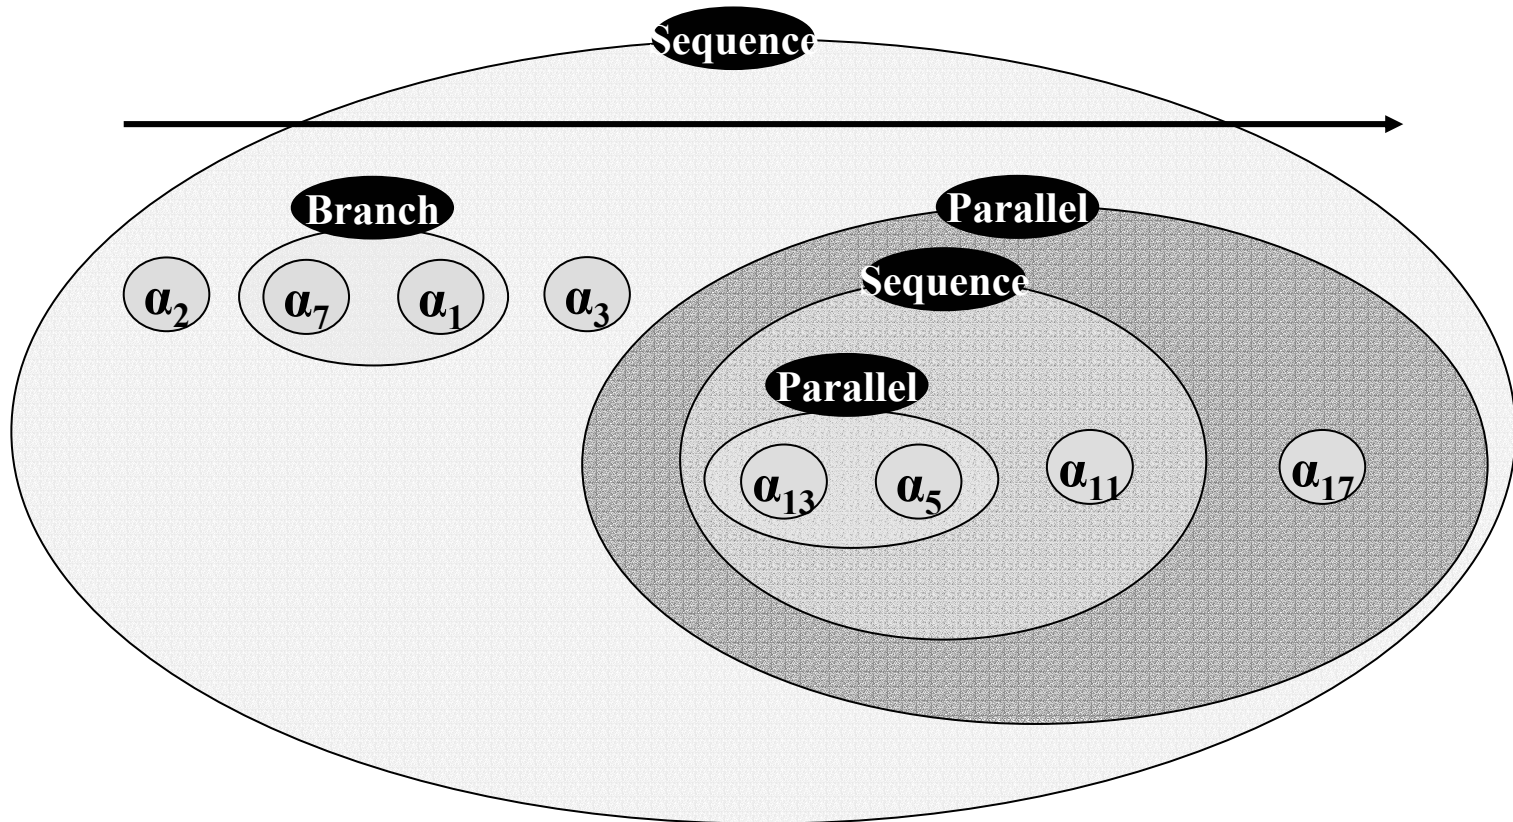 Sequence
Branch
Parallel
Sequence
α2
α7
α1
α3
Parallel
α13
α5
α11
α17